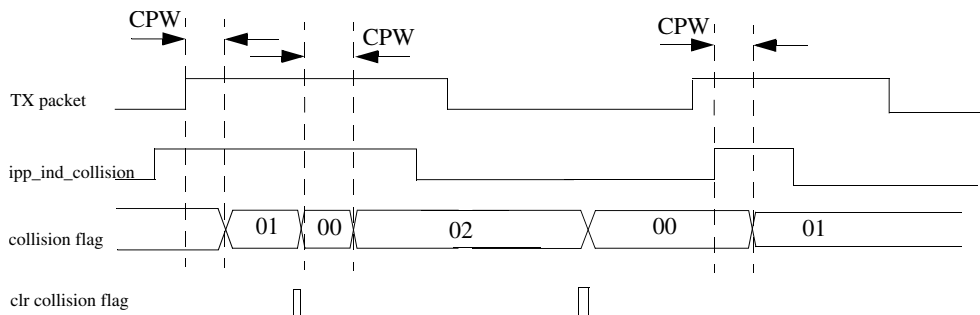 CPW
CPW
CPW
TX packet
ipp_ind_collision
collision flag
01
00
02
00
01
clr collision flag